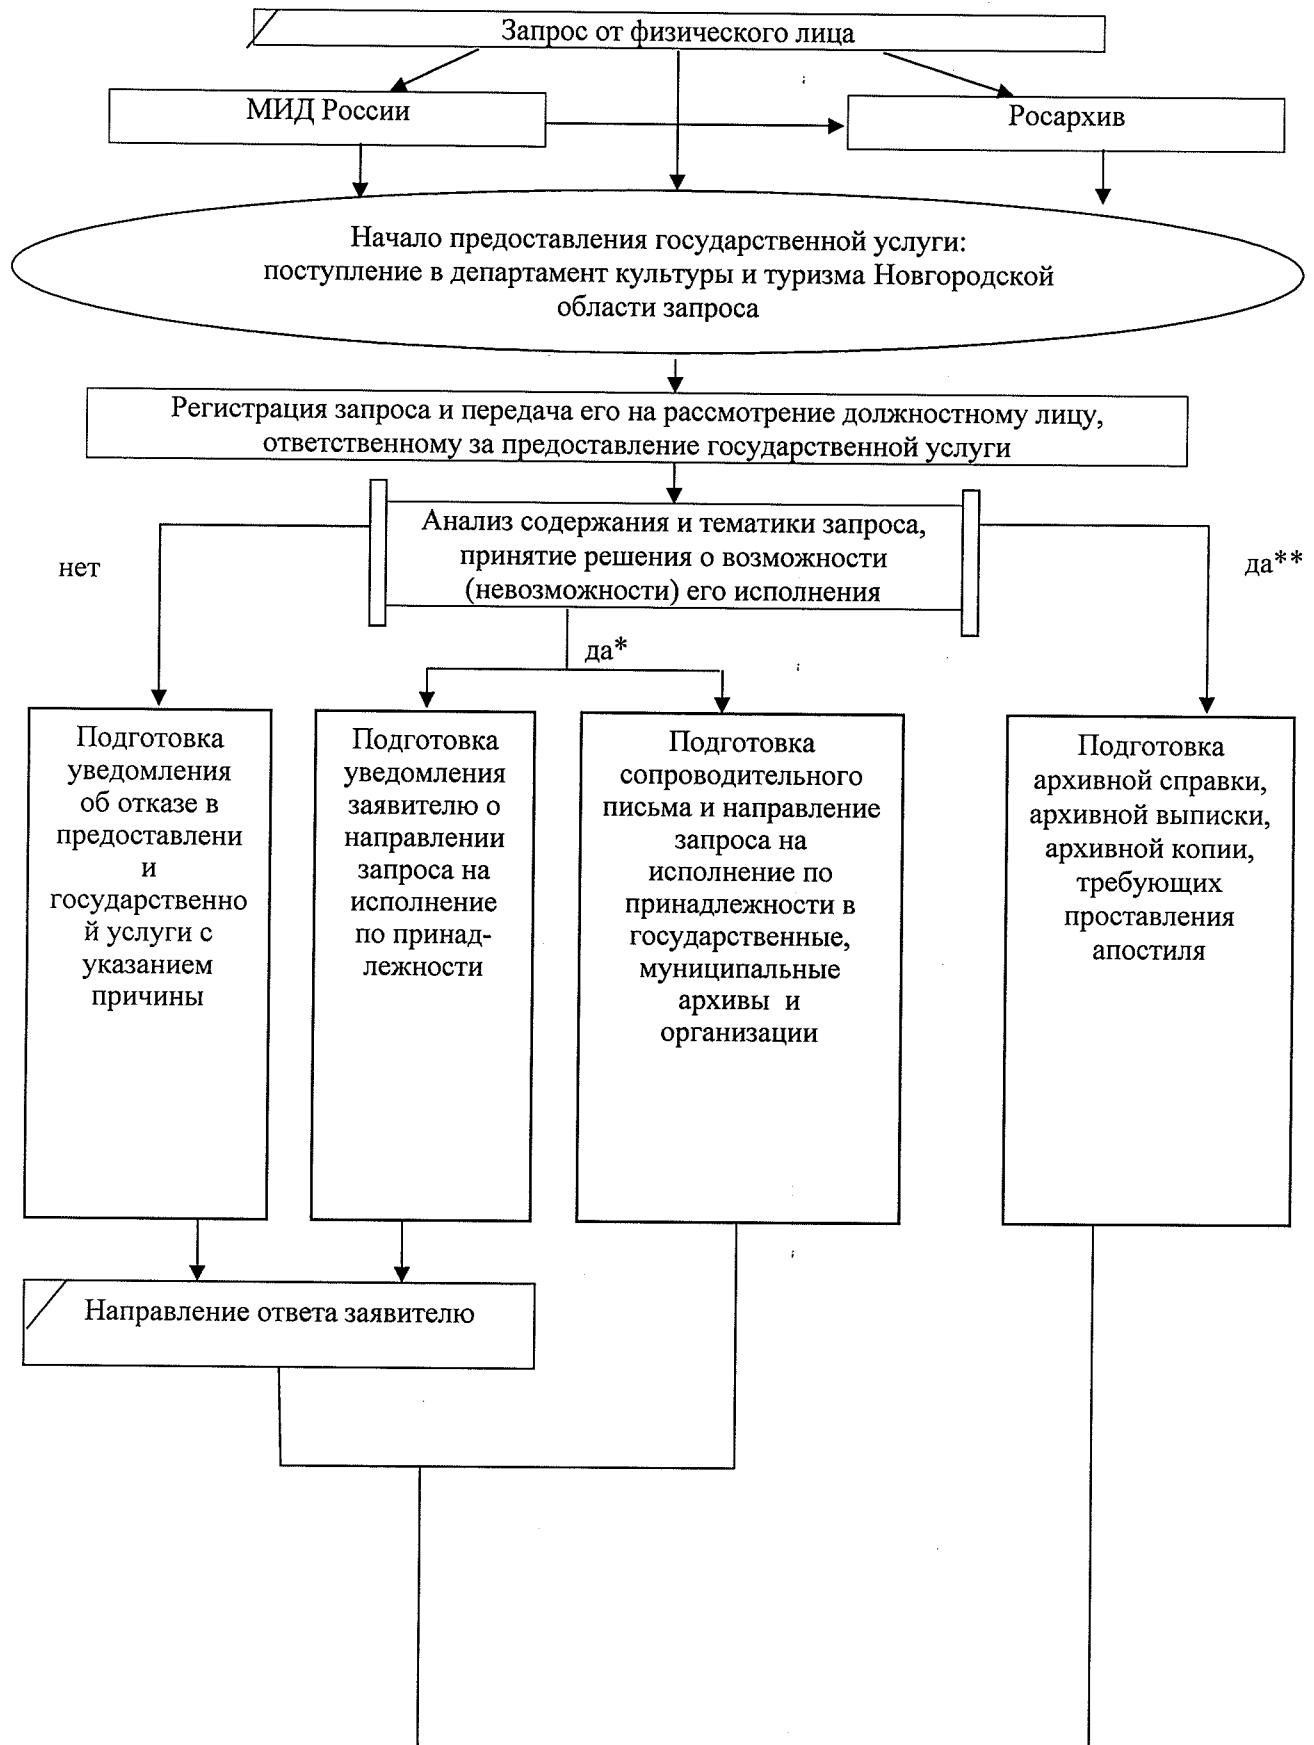 Запрос от физического лица
МИД России
Росархив
Начало предоставления государственной услуги:
поступление в департамент культуры и туризма Новгородской
области запроса
Регистрация запроса и передача его на рассмотрение должностному лицу,
ответственному за предоставление государственной услуги
Анализ содержания и тематики запроса,
принятие решения о возможности
(невозможности) его исполнения
нет
да*
да**
Подготовка
уведомления
об отказе в
предоставлени
и
государственно
й услуги с
указанием
причины
Подготовка
уведомления
заявителю о
направлении
запроса на
исполнение
по принад-
лежности
Подготовка
сопроводительного
письма и направление
запроса на
исполнение по
принадлежности в
государственные,
муниципальные
архивы и
организации
Подготовка
архивной справки,
архивной выписки,
архивной копии,
требующих
проставления
апостиля
Направление ответа заявителю